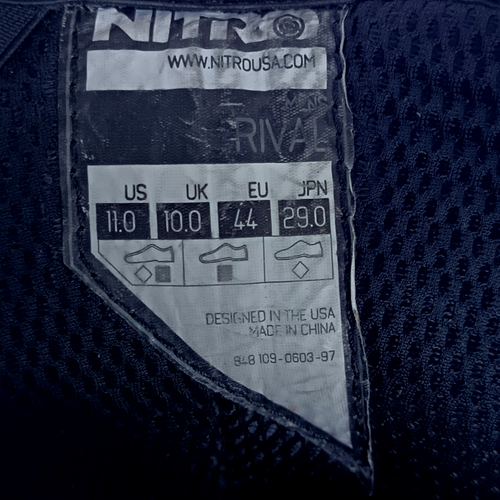 NITRO
WWW.NITROUSA.COM
MENS
RIVAL
US UK EU JPN
11.0 10.0 44 29.0
DESIGNED IN THE USA
MADE IN CHINA
848 109-0603-97